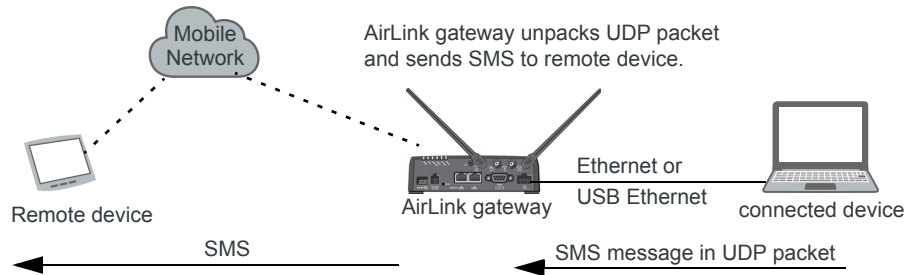 Mobile
Network
AirLink gateway unpacks UDP packet
and sends SMS to remote device.
Ethernet or
USB Ethernet
Remote device
AirLink gateway
connected device
SMS
SMS message in UDP packet